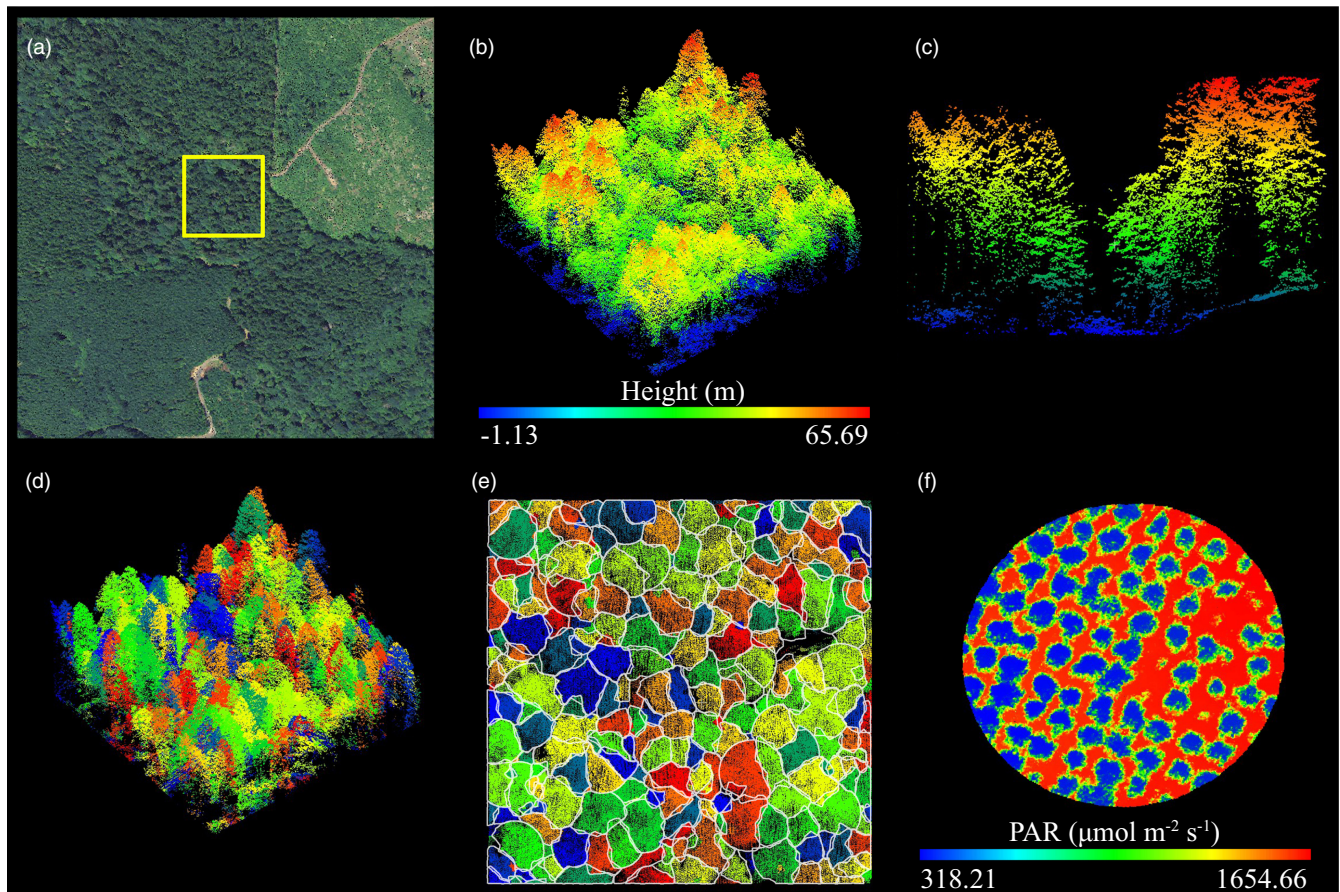 (a)
(b)
(c)
Height (m)
-1.13 65.69
(d)
(e)
(f)
PAR (μmol m⁻² s⁻¹)
318.21 1654.66